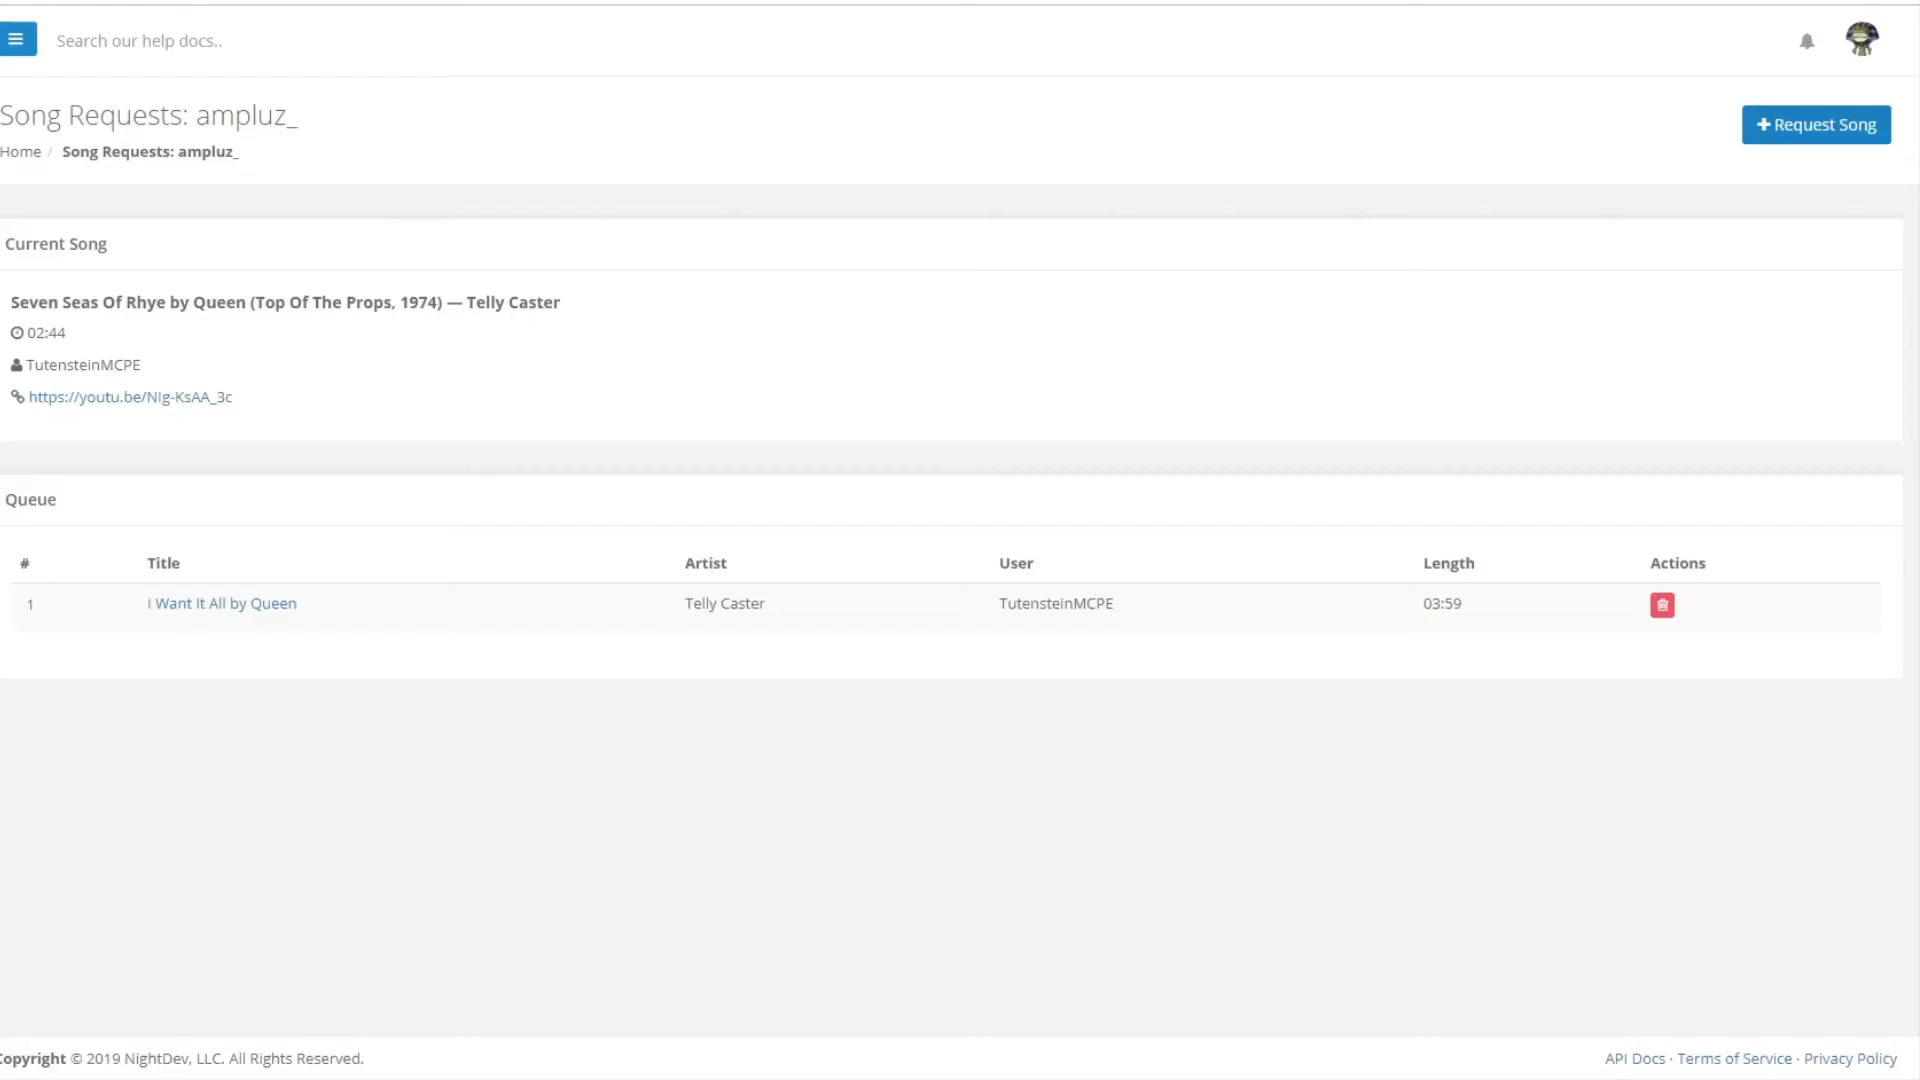 Search our help docs..
Song Requests: ampluz_
+ Request Song
Home / Song Requests: ampluz_
Current Song
Seven Seas Of Rhye by Queen (Top Of The Props, 1974) — Telly Caster
02:44
TutensteinMCPE
https://youtu.be/NIg-KsAA_3c
Queue
# Title Artist User Length Actions
1 I Want It All by Queen Telly Caster TutensteinMCPE 03:59
Copyright © 2019 NightDev, LLC. All Rights Reserved.
API Docs · Terms of Service · Privacy Policy